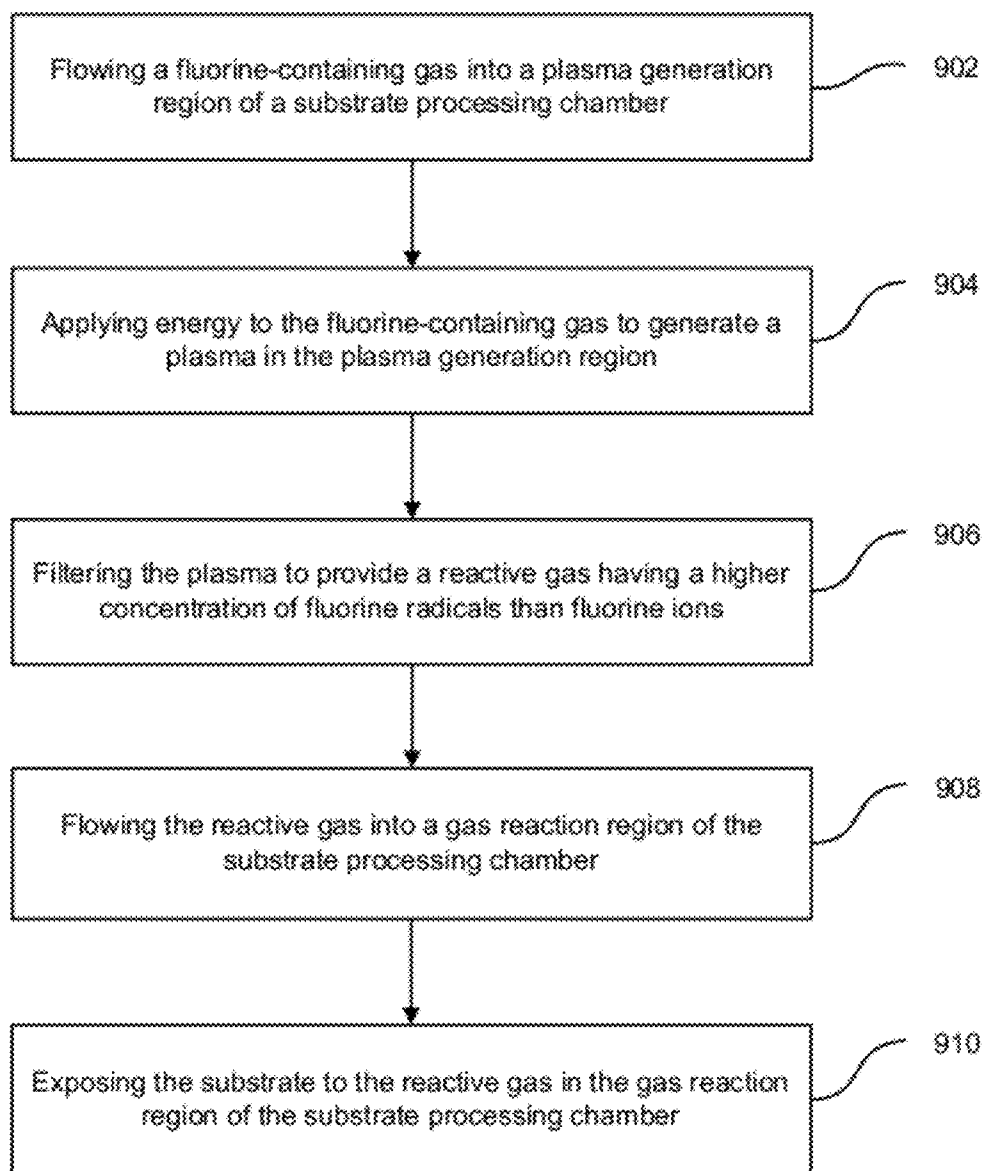 Flowing a fluorine-containing gas into a plasma generation
region of a substrate processing chamber
902
Applying energy to the fluorine-containing gas to generate a
plasma in the plasma generation region
904
Filtering the plasma to provide a reactive gas having a higher
concentration of fluorine radicals than fluorine ions
906
Flowing the reactive gas into a gas reaction region of the
substrate processing chamber
908
Exposing the substrate to the reactive gas in the gas reaction
region of the substrate processing chamber
910